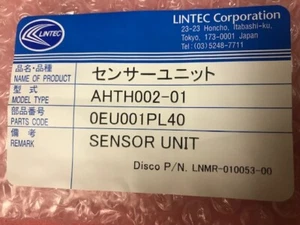 LINTEC
LINTEC Corporation
23-23 Honcho, Itabashi-ku,
Tokyo, 173-0001 Japan
Tel. (03) 5248-7711
品名・品種
NAME OF PRODUCT
センサーユニット
型式
MODEL TYPE
AHTH002-01
部品番号
PARTS CODE
0EU001PL40
備考
REMARK
SENSOR UNIT
Disco P/N. LNMR-010053-00